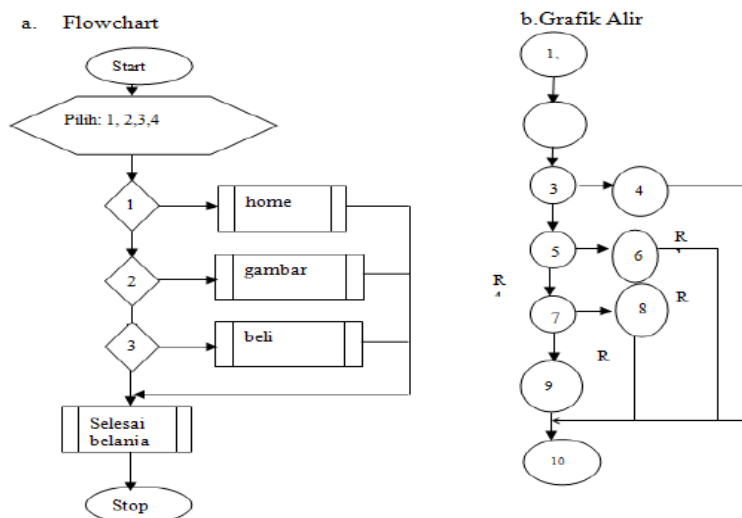 a. Flowchart
Start
Pilih: 1, 2,3,4
1
home
2
gambar
3
beli
Selesai
belania
Stop
b.Grafik Alir
1.
3
4
5
6
R
R
7
8
R
R
9
10